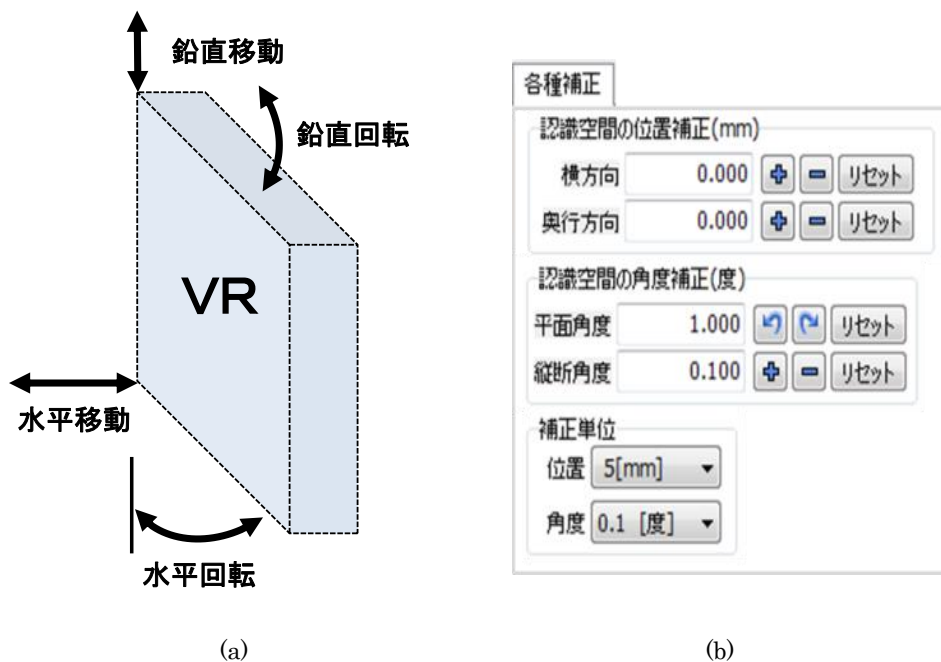 鉛直移動
鉛直回転
VR
水平移動
水平回転
(a)
各種補正
認識空間の位置補正(mm)
横方向 0.000 リセット
奥行方向 0.000 リセット
認識空間の角度補正(度)
平面角度 1.000 リセット
縦断角度 0.100 リセット
補正単位
位置 5[mm]
角度 0.1 [度]
(b)